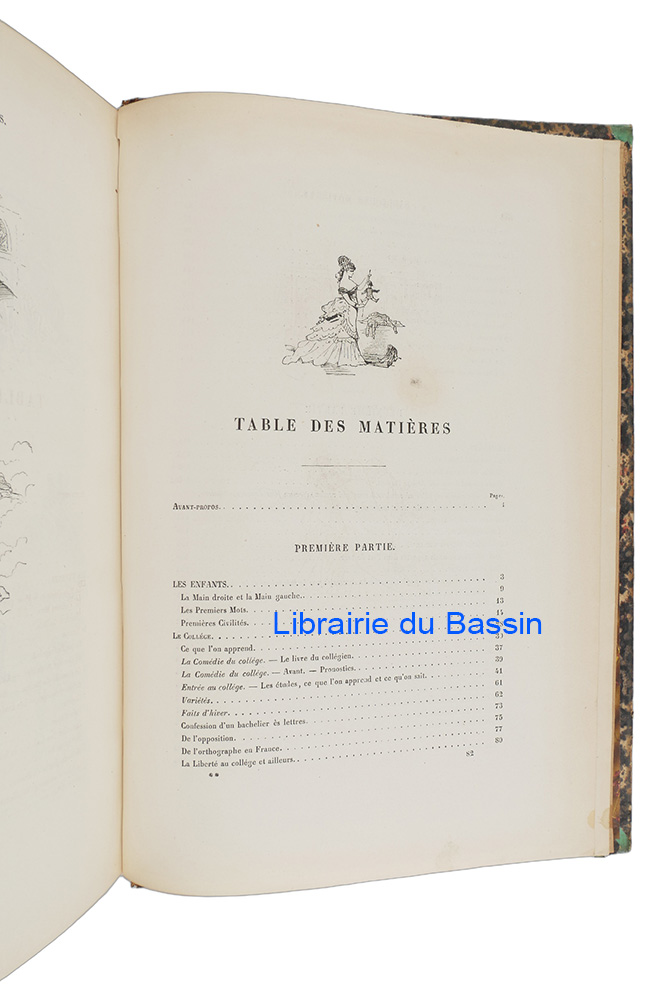 S.
TABLE DES MATIÈRES
Pages.
AVANT-PROPOS.
PREMIÈRE PARTIE.
LES ENFANTS. 3
La Main droite et la Main gauche. 9
Les Premiers Mots. 13
Premières Civilités.
Librairie du Bassin
LE COLLÉGE.
Ce que l'on apprend. 37
La Comédie du collége. — Le livre du collégien. 39
La Comédie du collége. — Avant. — Pronostics. 41
Entrée au collége. — Les études, ce que l'on apprend et ce qu'on sait. 61
Variétés. 62
Faits d'hiver. 73
Confession d'un bachelier ès lettres. 75
De l'opposition. 77
De l'orthographe en France. 80
La Liberté au collége et ailleurs. 82
**